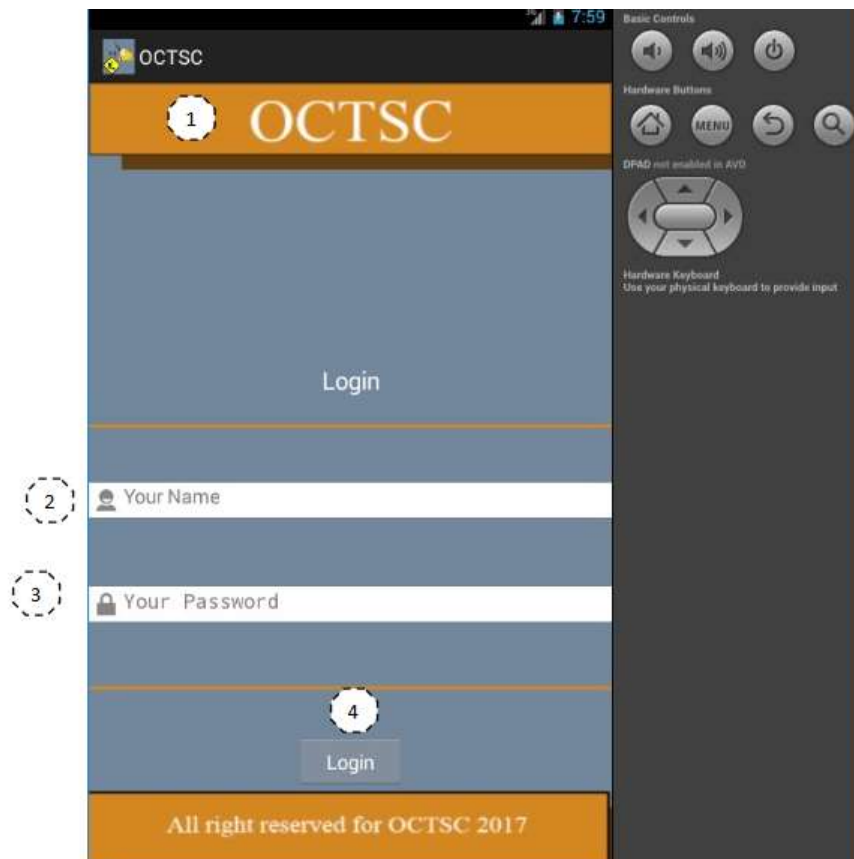 3G 7:59
OCTSC
1 OCTSC
Login
2 Your Name
3 Your Password
4
Login
All right reserved for OCTSC 2017
Basic Controls
Hardware Buttons
MENU
DPAD not enabled in AVD
Hardware Keyboard
Use your physical keyboard to provide input